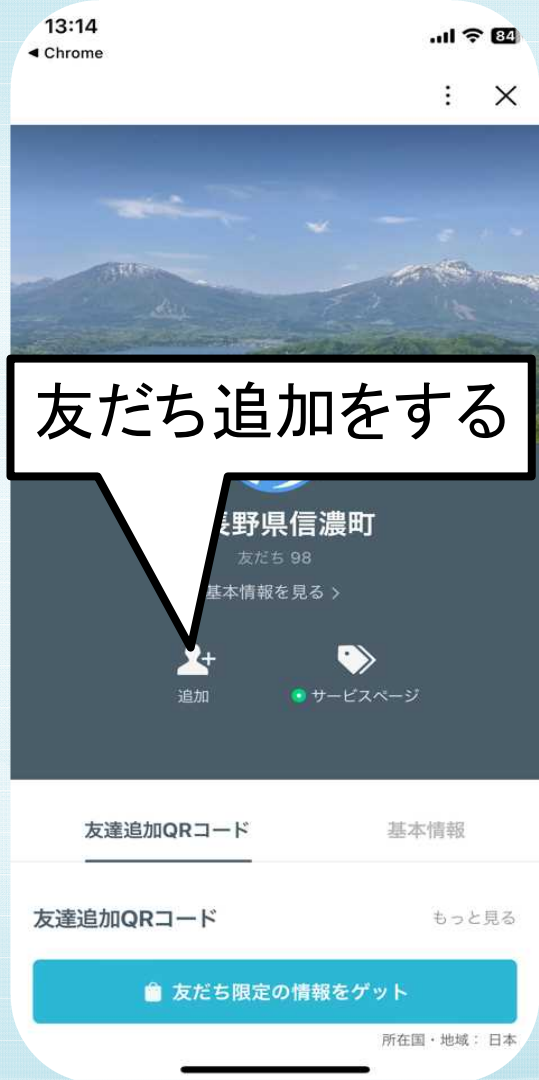 13:14
84
◀ Chrome
友だち追加をする
長野県信濃町
友だち 98
基本情報を見る >
追加
サービスページ
友達追加QRコード
基本情報
友達追加QRコード
もっと見る
友だち限定の情報をゲット
所在国・地域： 日本